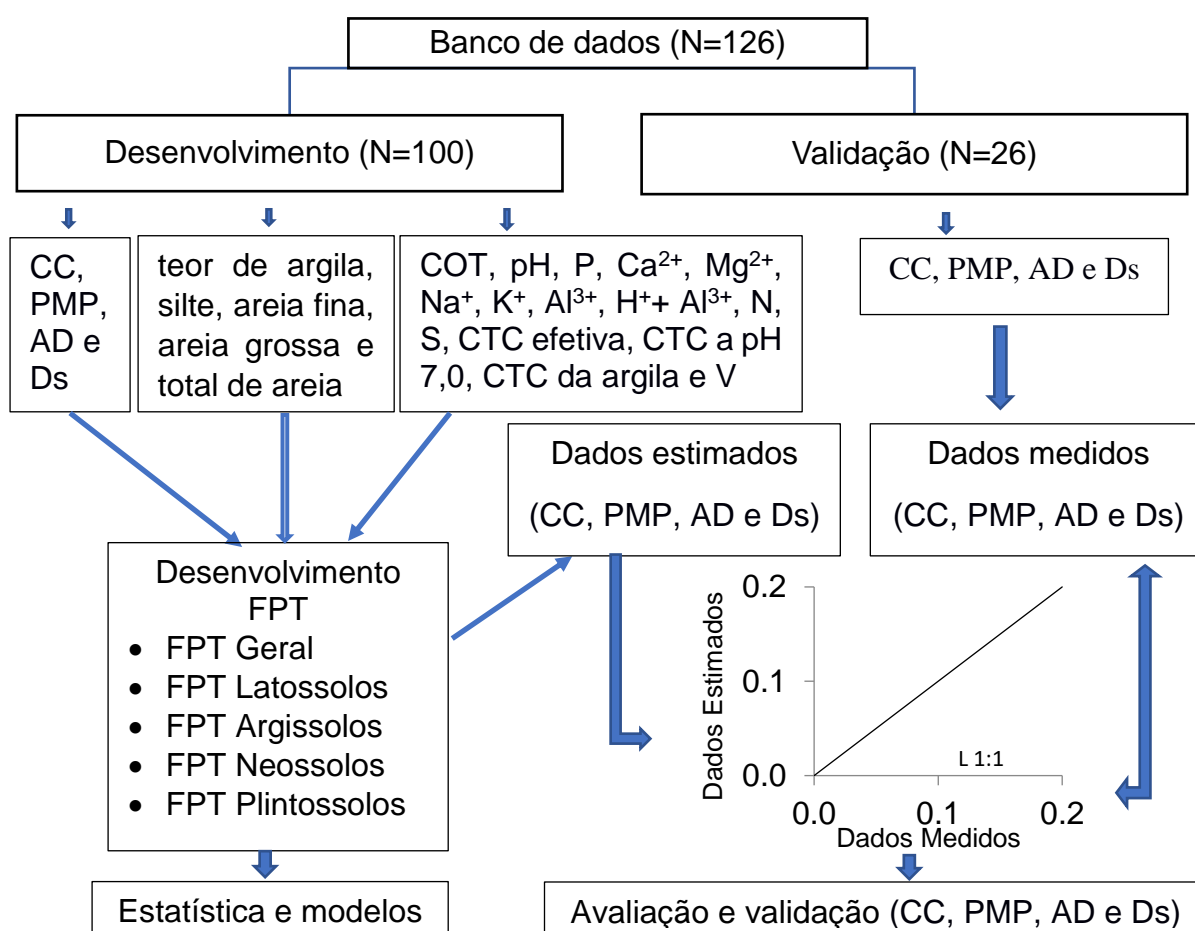 Banco de dados (N=126)
Desenvolvimento (N=100)
Validação (N=26)
CC,
PMP,
AD e
Ds
teor de argila,
silte, areia fina,
areia grossa e
total de areia
COT, pH, P, Ca²⁺, Mg²⁺,
Na⁺, K⁺, Al³⁺, H⁺+ Al³⁺, N,
S, CTC efetiva, CTC a pH
7,0, CTC da argila e V
CC, PMP, AD e Ds
Dados estimados
(CC, PMP, AD e Ds)
Dados medidos
(CC, PMP, AD e Ds)
Desenvolvimento
FPT
• FPT Geral
• FPT Latossolos
• FPT Argissolos
• FPT Neossolos
• FPT Plintossolos
Dados Estimados
0.2
0.1
0.0
L 1:1
0.0 0.1 0.2
Dados Medidos
Estatística e modelos
Avaliação e validação (CC, PMP, AD e Ds)